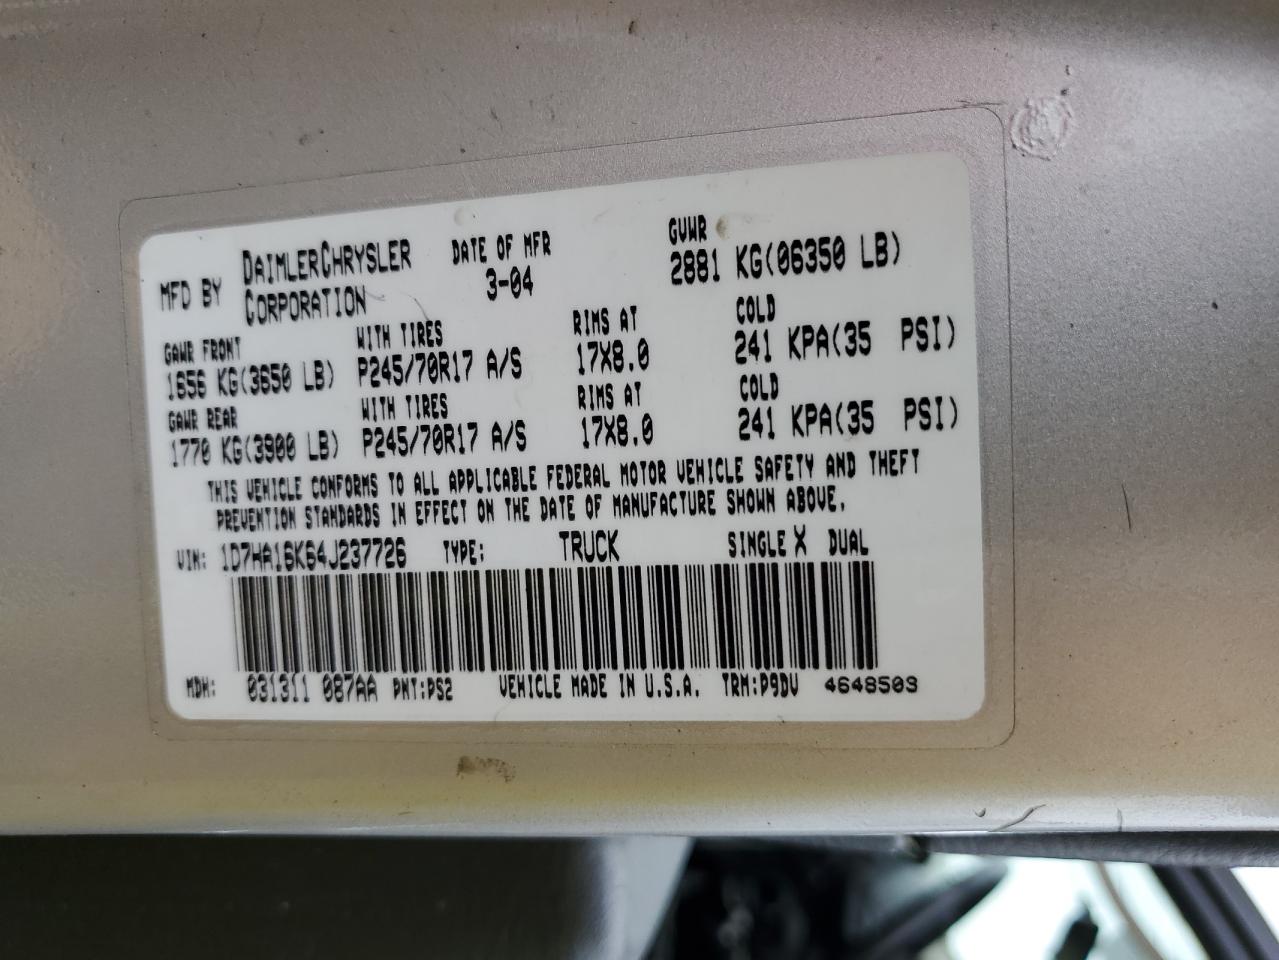 MFD BY DAIMLERCHRYSLER CORPORATION DATE OF MFR 3-04 GVWR 2881 KG(06350 LB)
GAWR FRONT WITH TIRES RIMS AT COLD
1656 KG(3650 LB) P245/70R17 A/S 17X8.0 241 KPA(35 PSI)
GAWR REAR WITH TIRES RIMS AT COLD
1770 KG(3900 LB) P245/70R17 A/S 17X8.0 241 KPA(35 PSI)
THIS VEHICLE CONFORMS TO ALL APPLICABLE FEDERAL MOTOR VEHICLE SAFETY AND THEFT
PREVENTION STANDARDS IN EFFECT ON THE DATE OF MANUFACTURE SHOWN ABOVE.
VIN: 1D7HA16K64J237726 TYPE: TRUCK SINGLE X DUAL
MDH: 031311 087AA PNT:PS2 VEHICLE MADE IN U.S.A. TRM:P9DV 4648509